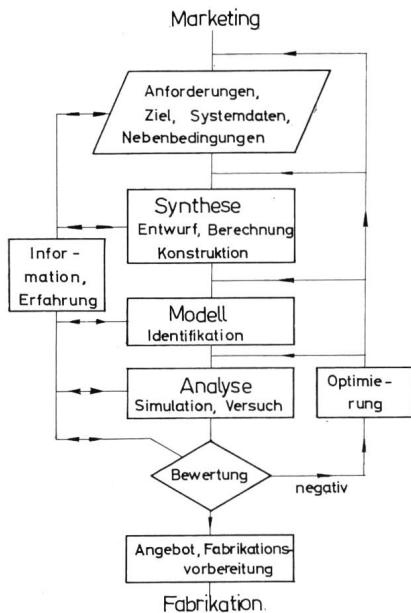 Marketing
Anforderungen,
Ziel, Systemdaten,
Nebenbedingungen
Synthese
Entwurf, Berechnung
Konstruktion
Infor-
mation,
Erfahrung
Modell
Identifikation
Analyse
Simulation, Versuch
Optimie-
rung
Bewertung
negativ
Angebot, Fabrikations-
vorbereitung
Fabrikation.